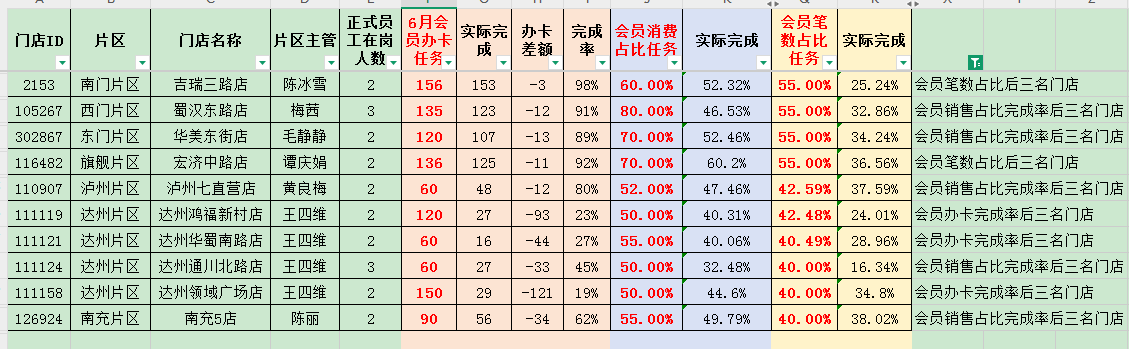 门店ID 片区 门店名称 片区主管 正式员工在岗人数 6月会员办卡任务 实际完成 办卡差额 完成率 会员消费占比任务 实际完成 会员笔数占比任务 实际完成
2153 南门片区 吉瑞三路店 陈冰雪 2 156 153 -3 98% 60.00% 52.32% 55.00% 25.24% 会员笔数占比后三名门店
105267 西门片区 蜀汉东路店 梅茜 3 135 123 -12 91% 80.00% 46.53% 55.00% 32.86% 会员销售占比完成率后三名门店
302867 东门片区 华美东街店 毛静静 2 120 107 -13 89% 70.00% 52.46% 55.00% 34.24% 会员销售占比完成率后三名门店
116482 旗舰片区 宏济中路店 谭庆娟 2 136 125 -11 92% 70.00% 60.2% 55.00% 36.56% 会员笔数占比后三名门店
110907 泸州片区 泸州七直营店 黄良梅 2 60 48 -12 80% 52.00% 47.46% 42.59% 37.59% 会员销售占比完成率后三名门店
111119 达州片区 达州鸿福新村店 王四维 2 120 27 -93 23% 50.00% 40.31% 42.48% 24.01% 会员办卡完成率后三名门店
111121 达州片区 达州华蜀南路店 王四维 2 60 16 -44 27% 55.00% 40.06% 40.49% 28.96% 会员办卡完成率后三名门店
111124 达州片区 达州通川北路店 王四维 3 60 27 -33 45% 50.00% 32.48% 40.00% 16.34% 会员销售占比完成率后三名门店
111158 达州片区 达州领域广场店 王四维 2 150 29 -121 19% 50.00% 44.6% 40.00% 34.8% 会员办卡完成率后三名门店
126924 南充片区 南充5店 陈丽 2 90 56 -34 62% 55.00% 49.79% 40.00% 38.02% 会员销售占比完成率后三名门店